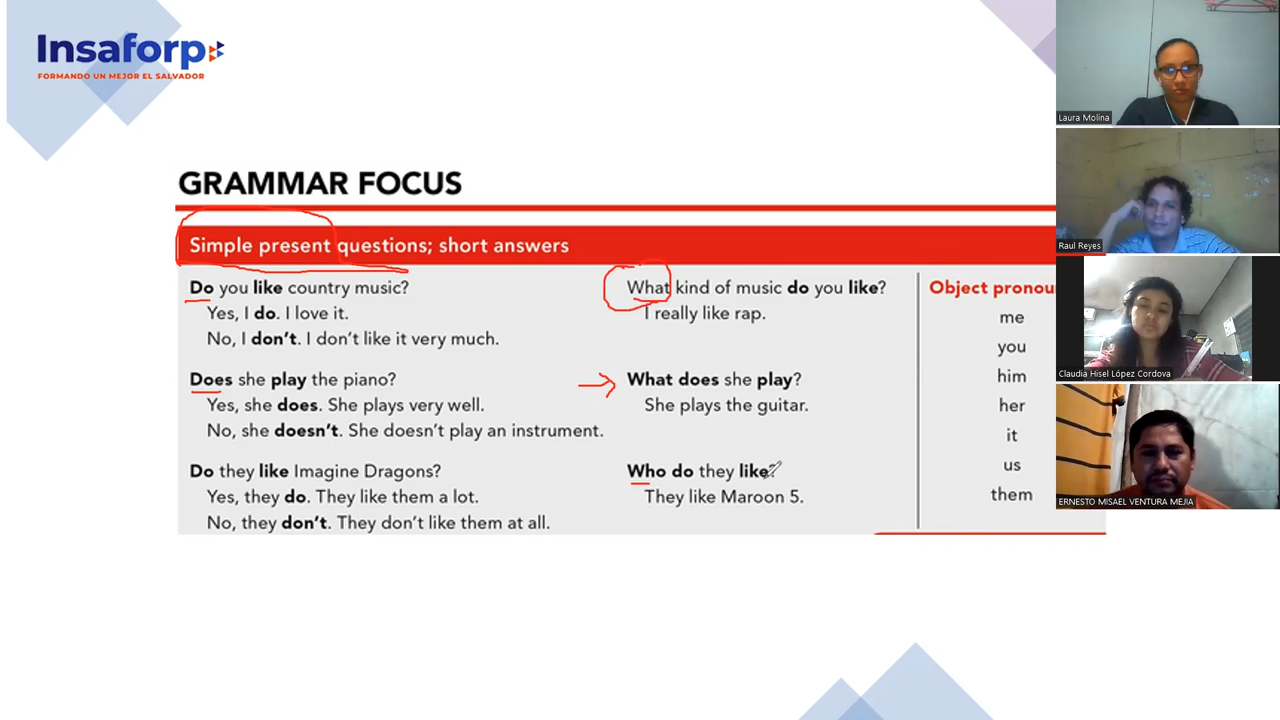 Insaforp
FORMANDO UN MEJOR EL SALVADOR
GRAMMAR FOCUS
Simple present questions; short answers
Do you like country music?
Yes, I do. I love it.
No, I don't. I don't like it very much.
Does she play the piano?
Yes, she does. She plays very well.
No, she doesn't. She doesn't play an instrument.
Do they like Imagine Dragons?
Yes, they do. They like them a lot.
No, they don't. They don't like them at all.
What kind of music do you like?
I really like rap.
What does she play?
She plays the guitar.
Who do they like?
They like Maroon 5.
Object pronou
me
you
him
her
it
us
them
Laura Molina
Raul Reyes
Claudia Hisel López Cordova
ERNESTO MISAEL VENTURA MEJIA